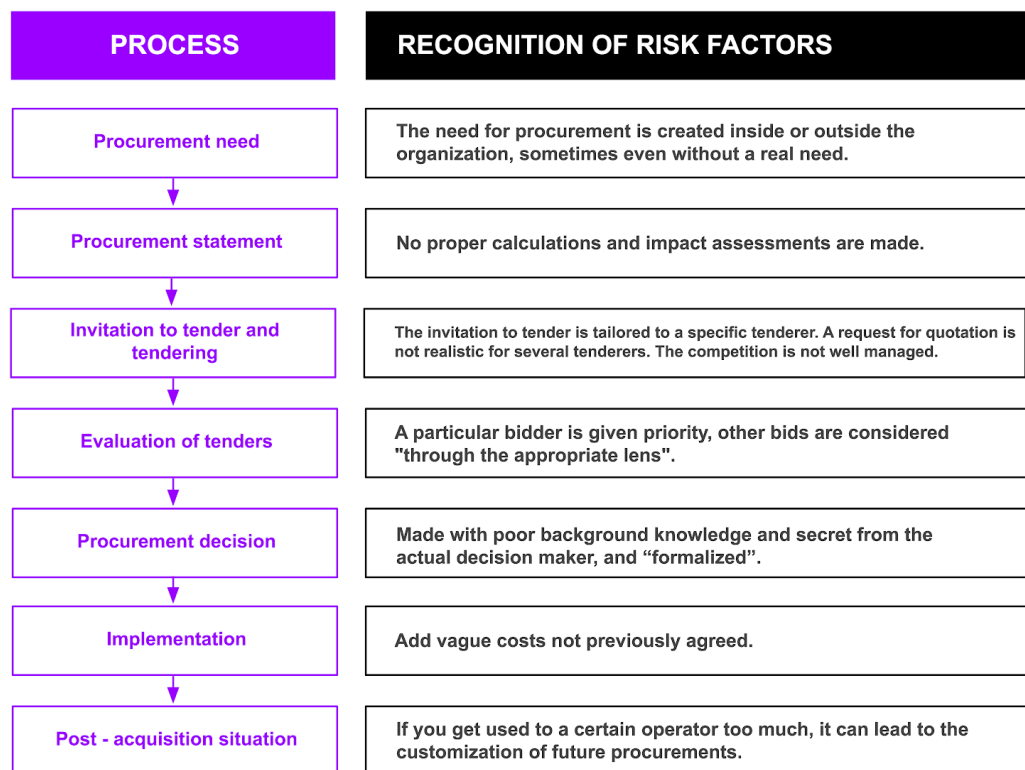 PROCESS
RECOGNITION OF RISK FACTORS
Procurement need
The need for procurement is created inside or outside the
organization, sometimes even without a real need.
Procurement statement
No proper calculations and impact assessments are made.
Invitation to tender and
tendering
The invitation to tender is tailored to a specific tenderer. A request for quotation is
not realistic for several tenderers. The competition is not well managed.
Evaluation of tenders
A particular bidder is given priority, other bids are considered
"through the appropriate lens".
Procurement decision
Made with poor background knowledge and secret from the
actual decision maker, and “formalized”.
Implementation
Add vague costs not previously agreed.
Post - acquisition situation
If you get used to a certain operator too much, it can lead to the
customization of future procurements.